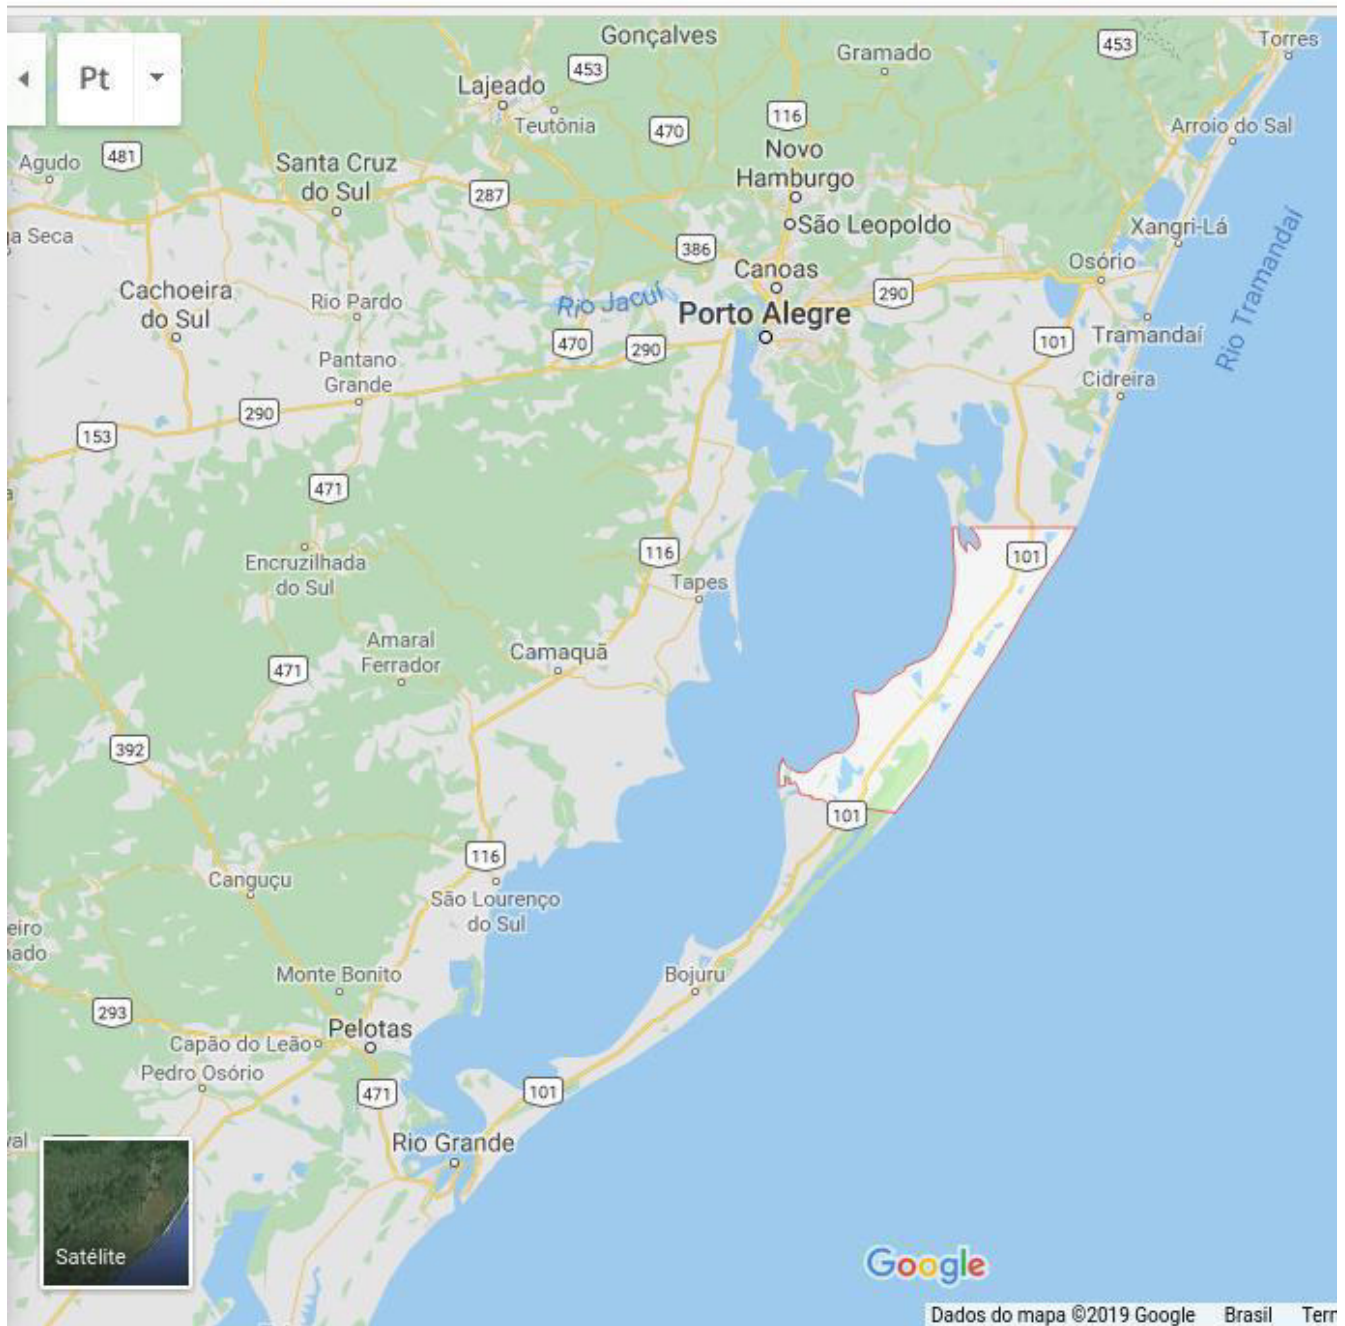 Gonçalves
Torres
453
Gramado
453
Pt
Lajeado
Teutônia
116
470
Arroio do Sal
Novo
Hamburgo
Agudo
481
Santa Cruz
do Sul
287
São Leopoldo
Xangri-Lá
Seca
386
Canoas
Osório
Rio Tramandaí
Cachoeira
do Sul
Rio Pardo
Rio Jacuí
290
Porto Alegre
470
290
101
Tramandaí
Pantano
Grande
Cidreira
290
153
471
116
101
Encruzilhada
do Sul
Tapes
Amaral
Ferrador
Camaquã
471
392
101
116
Canguçu
São Lourenço
do Sul
eiro
ado
Monte Bonito
Bojuru
293
Pelotas
Capão do Leão
Pedro Osório
471
101
val
Rio Grande
Satélite
Google
Dados do mapa ©2019 Google Brasil Terr